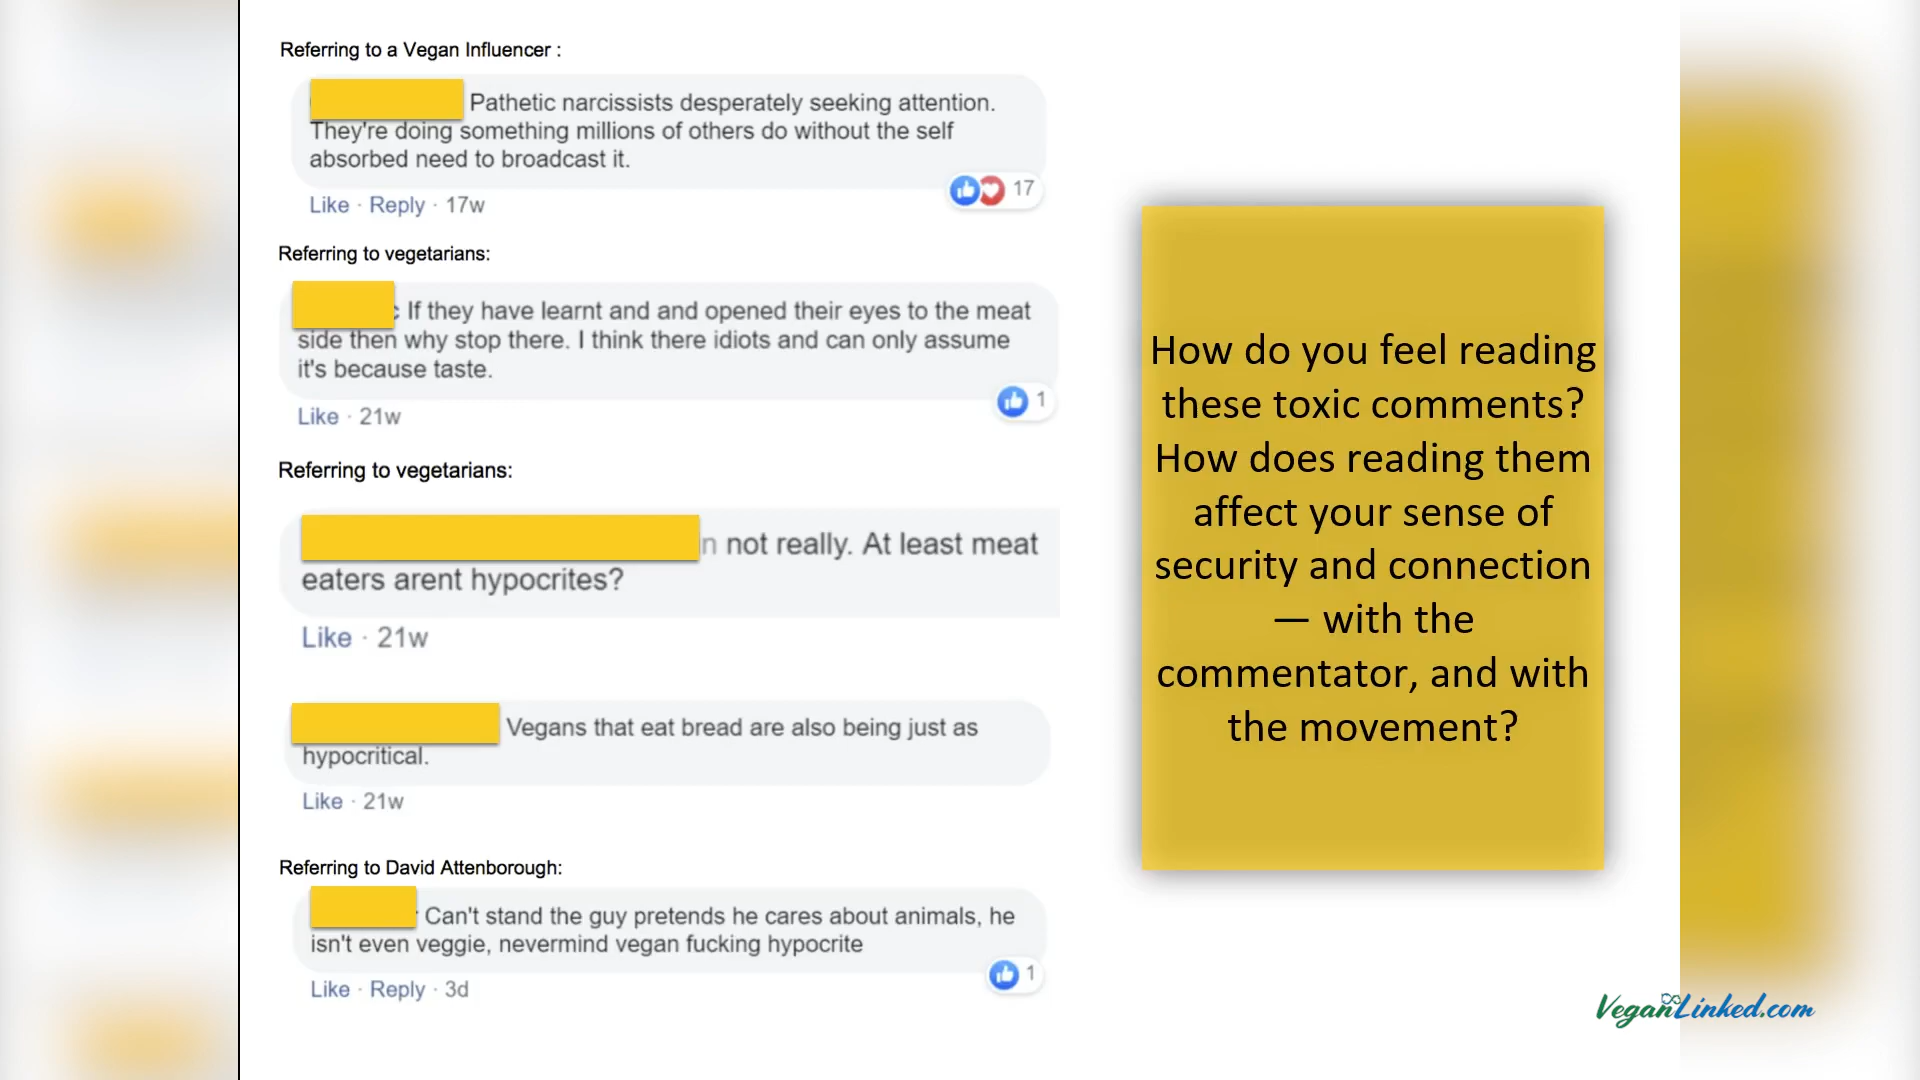 Referring to a Vegan Influencer :
Pathetic narcissists desperately seeking attention.
They're doing something millions of others do without the self
absorbed need to broadcast it.
17
Like · Reply · 17w
Referring to vegetarians:
: If they have learnt and and opened their eyes to the meat
side then why stop there. I think there idiots and can only assume
it's because taste.
1
Like · 21w
Referring to vegetarians:
n not really. At least meat
eaters arent hypocrites?
Like · 21w
Vegans that eat bread are also being just as
hypocritical.
Like · 21w
Referring to David Attenborough:
Can't stand the guy pretends he cares about animals, he
isn't even veggie, nevermind vegan fucking hypocrite
1
Like · Reply · 3d
How do you feel reading
these toxic comments?
How does reading them
affect your sense of
security and connection
— with the
commentator, and with
the movement?
VeganLinked.com